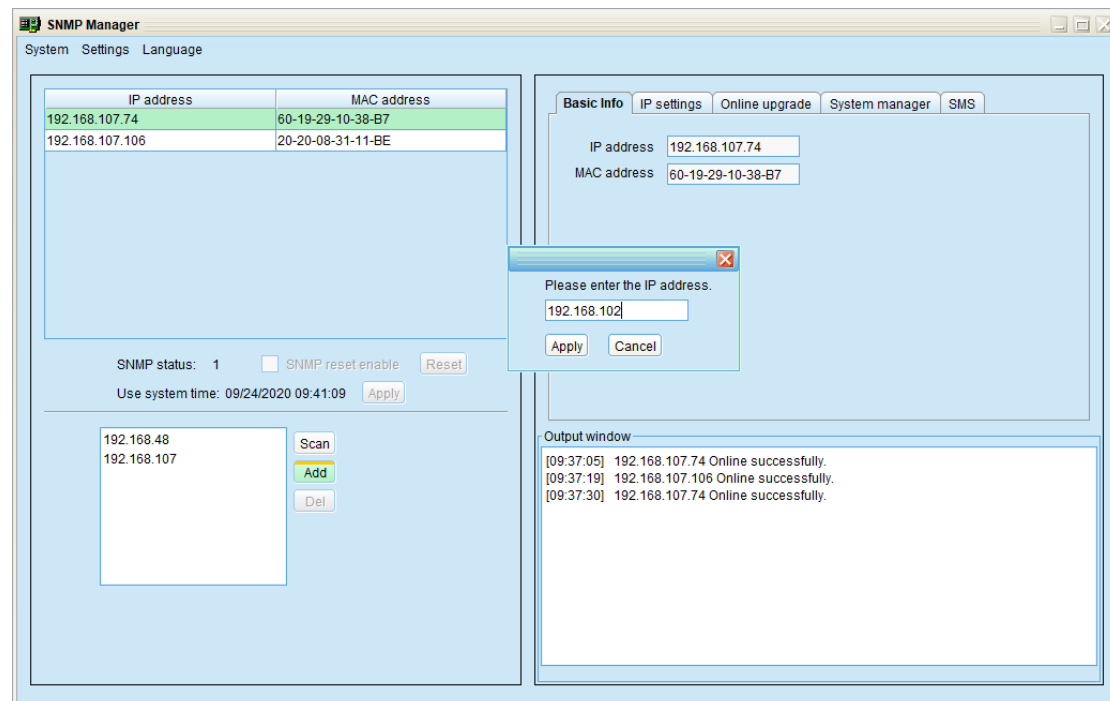 SNMP Manager
System Settings Language
IP address MAC address
192.168.107.74 60-19-29-10-38-B7
192.168.107.106 20-20-08-31-11-BE
SNMP status: 1 SNMP reset enable Reset
Use system time: 09/24/2020 09:41:09 Apply
192.168.48
192.168.107
Scan
Add
Del
Basic Info IP settings Online upgrade System manager SMS
IP address 192.168.107.74
MAC address 60-19-29-10-38-B7
Please enter the IP address.
192.168.102
Apply Cancel
Output window
[09:37:05] 192.168.107.74 Online successfully.
[09:37:19] 192.168.107.106 Online successfully.
[09:37:30] 192.168.107.74 Online successfully.